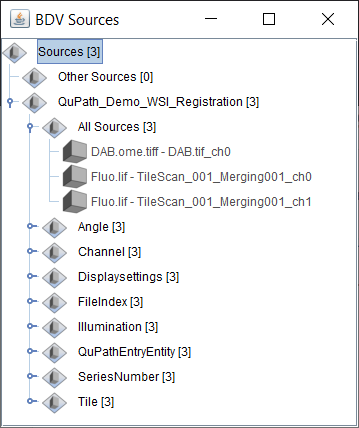 BDV Sources
Sources [3]
Other Sources [0]
QuPath_Demo_WSI_Registration [3]
All Sources [3]
DAB.ome.tiff - DAB.tif_ch0
Fluo.lif - TileScan_001_Merging001_ch0
Fluo.lif - TileScan_001_Merging001_ch1
Angle [3]
Channel [3]
Displaysettings [3]
FileIndex [3]
Illumination [3]
QuPathEntryEntity [3]
SeriesNumber [3]
Tile [3]